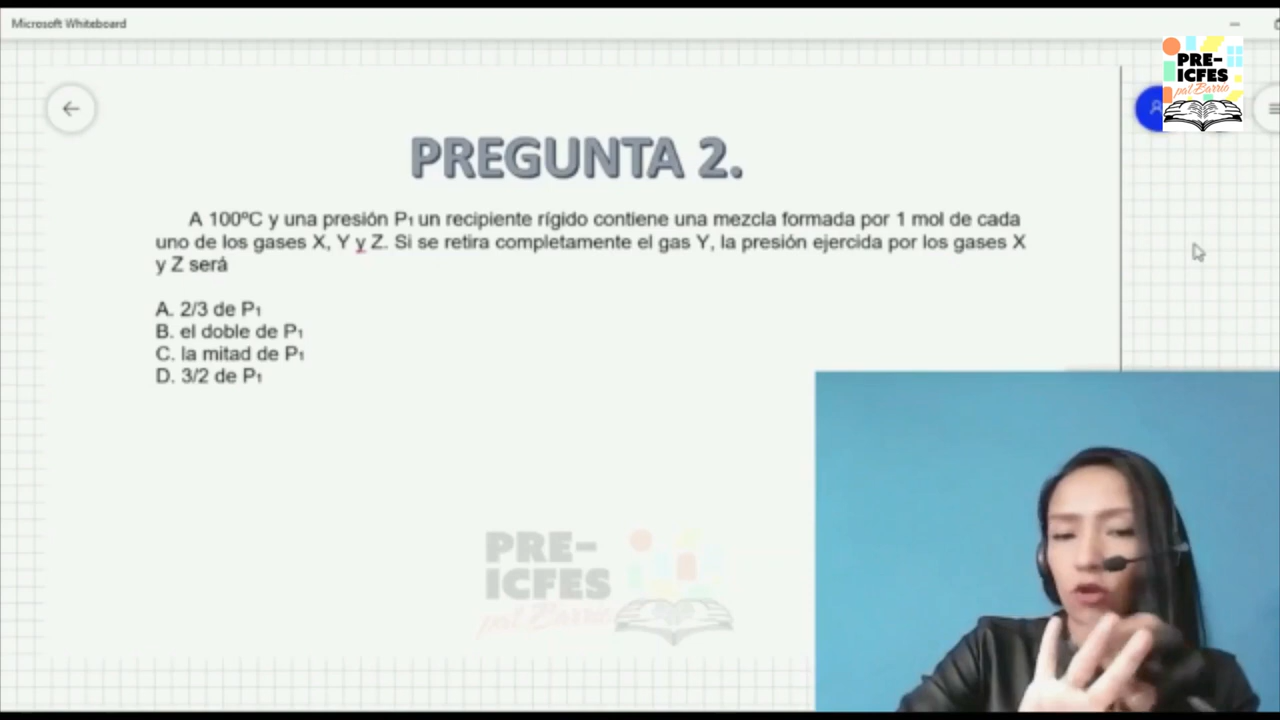 Microsoft Whiteboard
PRE-
ICFES
pal Barrio
PREGUNTA 2.
A 100ºC y una presión P₁ un recipiente rígido contiene una mezcla formada por 1 mol de cada
uno de los gases X, Y y Z. Si se retira completamente el gas Y, la presión ejercida por los gases X
y Z será
A. 2/3 de P₁
B. el doble de P₁
C. la mitad de P₁
D. 3/2 de P₁
PRE-
ICFES
pal Barrio